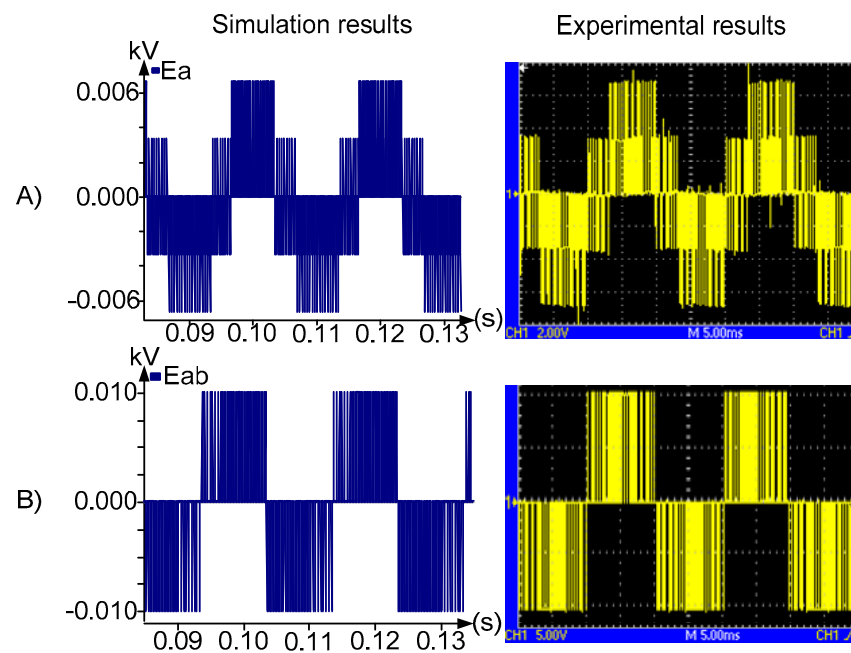 Simulation results
Experimental results
A)
kV
Ea
0.006
0.000
-0.006
0.09 0.10 0.11 0.12 0.13 (s)
1
CH1 2.00V M 5.00ms CH1
B)
kV
Eab
0.010
0.000
-0.010
0.09 0.10 0.11 0.12 0.13 (s)
1
CH1 5.00V M 5.00ms CH1